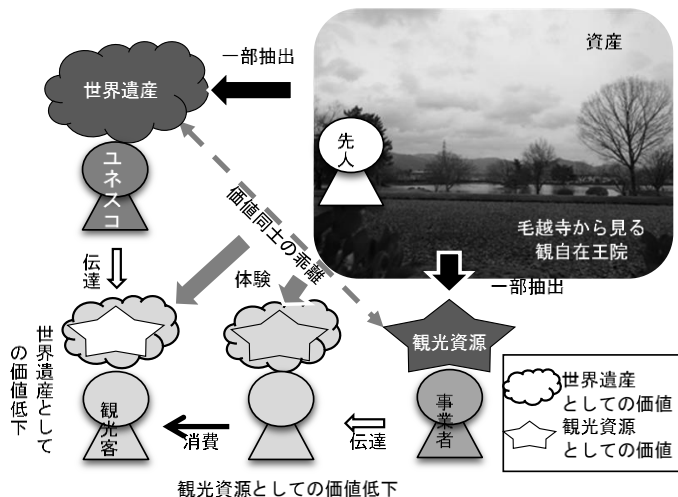 一部抽出
資産
世界遺産
先人
ユネスコ
価値同士の乖離
毛越寺から見る
観自在王院
伝達
体験
一部抽出
観光資源
世界遺産として
の価値低下
世界遺産
としての価値
観光資源
としての価値
観光客
事業者
消費
伝達
観光資源としての価値低下